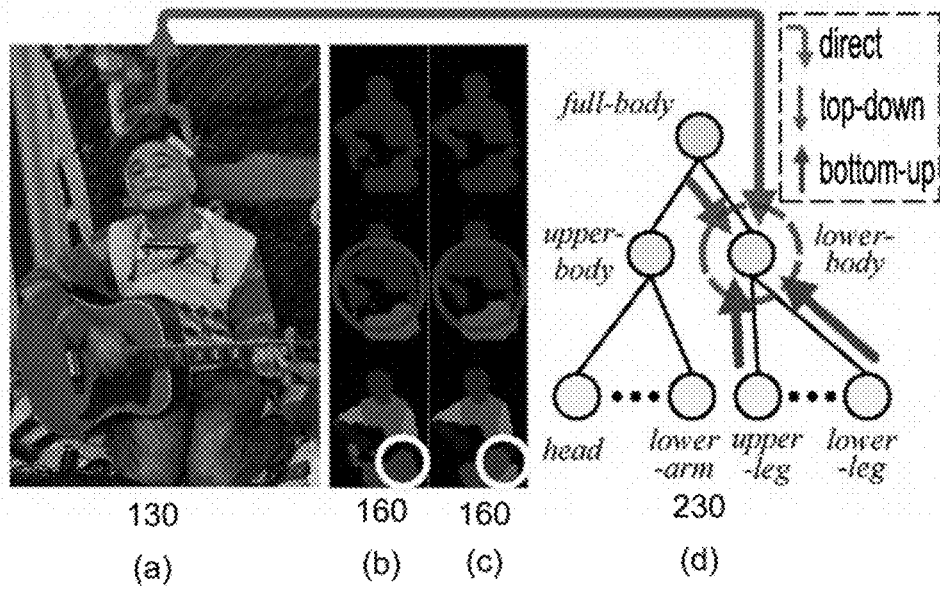 direct
top-down
bottom-up
full-body
upper-
body
lower-
body
head
lower
-arm
upper
-leg
lower
-leg
130
160
160
230
(a)
(b)
(c)
(d)